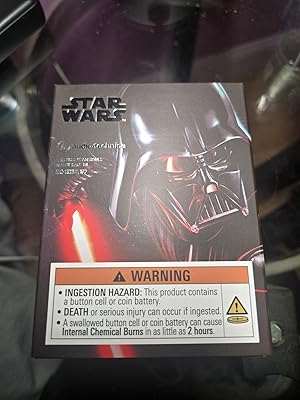 STAR
WARS
audio-technica
WARNING
• INGESTION HAZARD: This product contains
a button cell or coin battery.
• DEATH or serious injury can occur if ingested.
• A swallowed button cell or coin battery can cause
Internal Chemical Burns in as little as 2 hours.